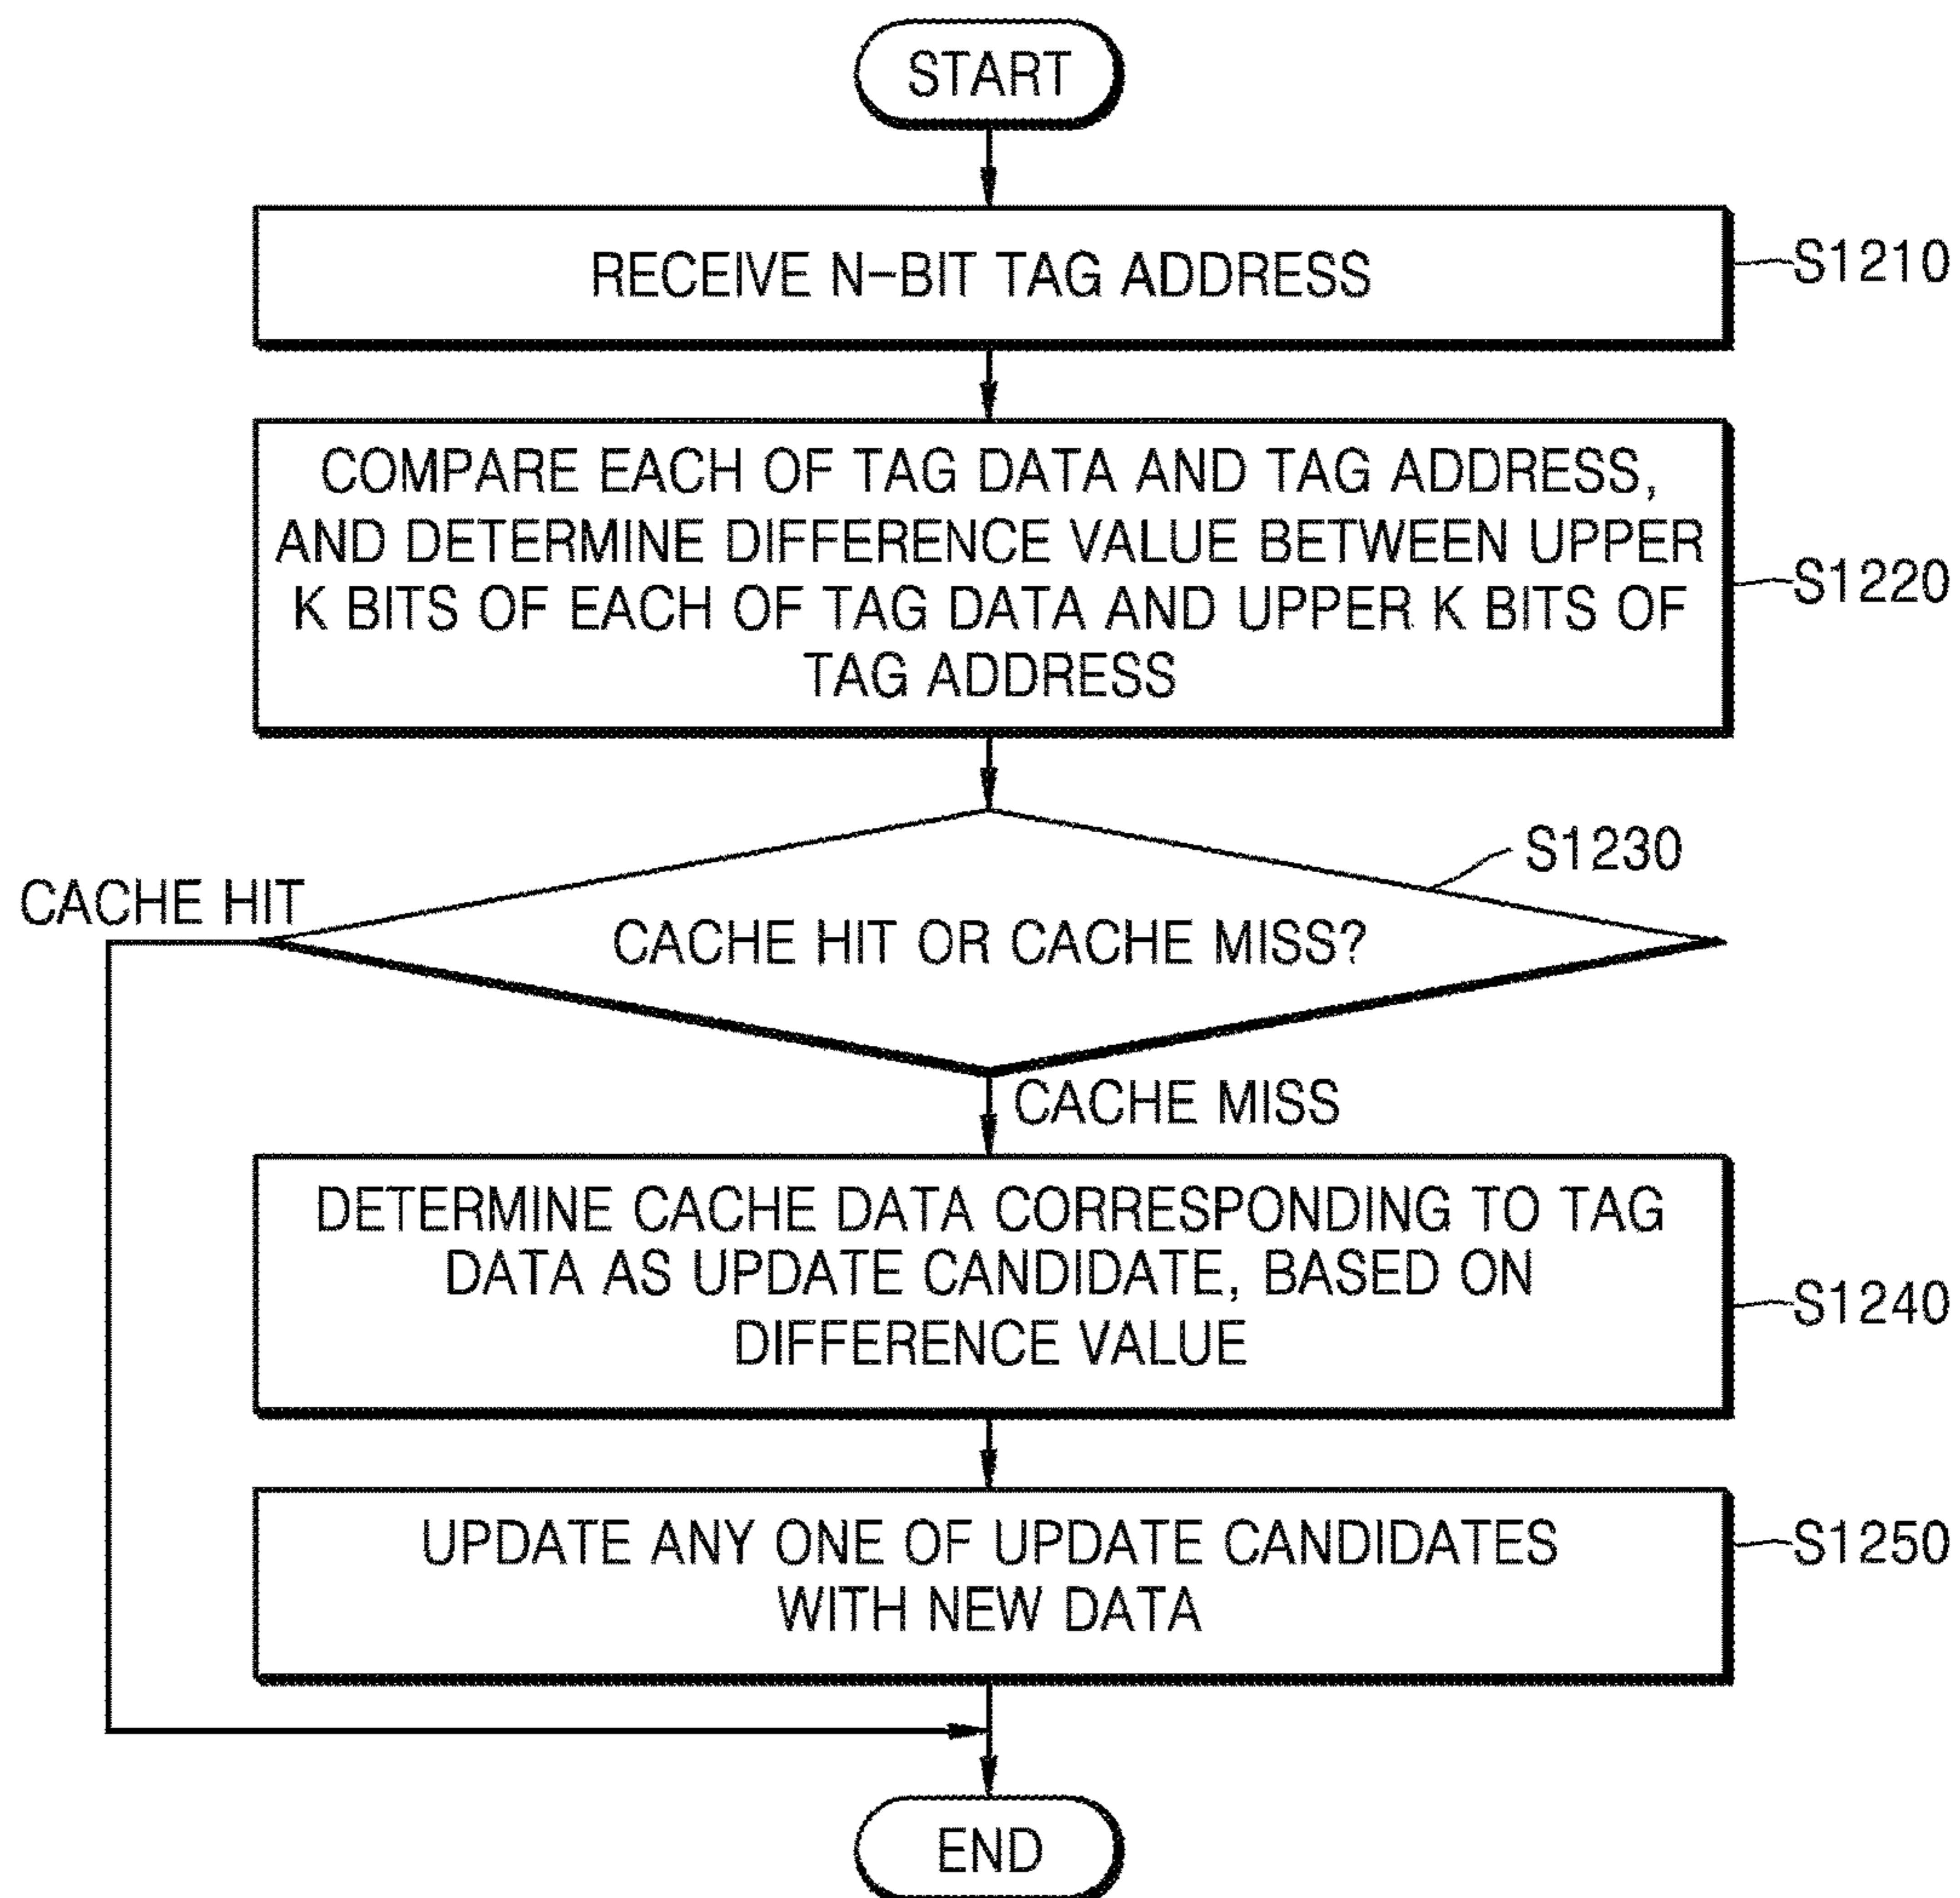 START
RECEIVE N-BIT TAG ADDRESS
S1210
COMPARE EACH OF TAG DATA AND TAG ADDRESS,
AND DETERMINE DIFFERENCE VALUE BETWEEN UPPER
K BITS OF EACH OF TAG DATA AND UPPER K BITS OF
TAG ADDRESS
S1220
S1230
CACHE HIT
CACHE HIT OR CACHE MISS?
CACHE MISS
DETERMINE CACHE DATA CORRESPONDING TO TAG
DATA AS UPDATE CANDIDATE, BASED ON
DIFFERENCE VALUE
S1240
UPDATE ANY ONE OF UPDATE CANDIDATES
WITH NEW DATA
S1250
END